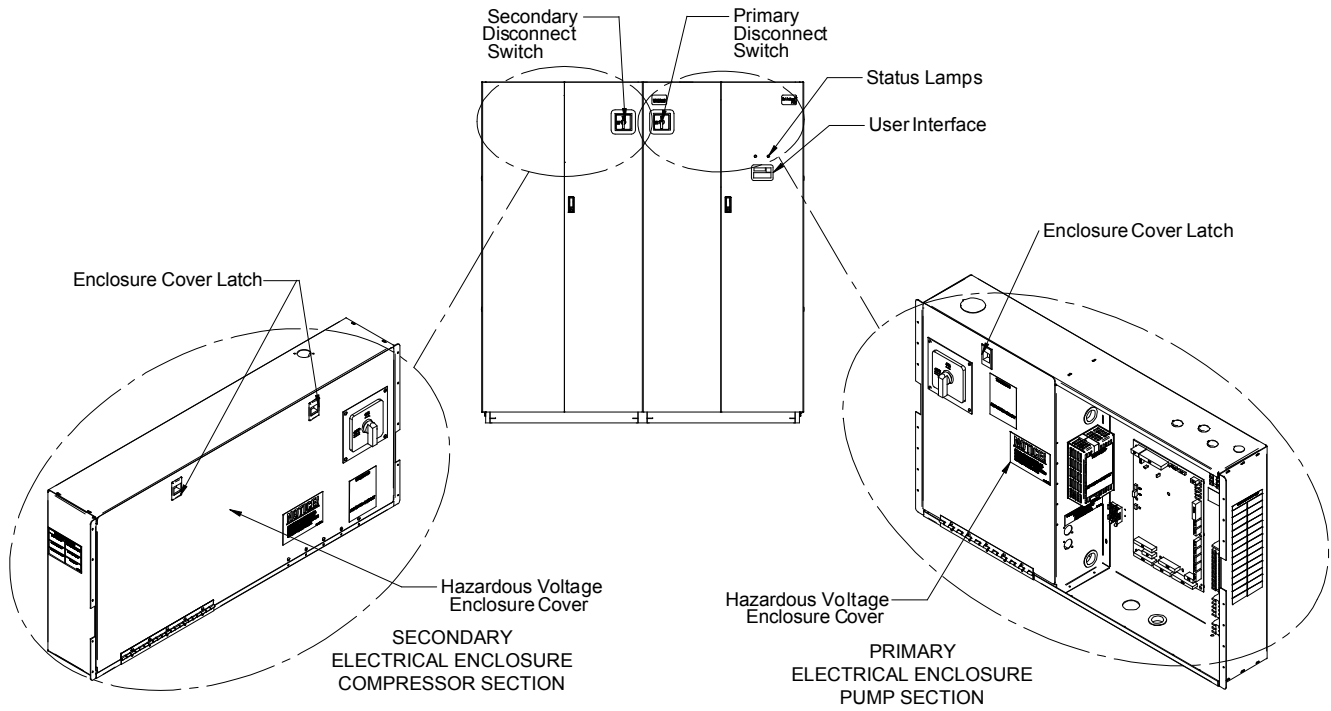 Secondary
Disconnect
Switch
Primary
Disconnect
Switch
Status Lamps
User Interface
Enclosure Cover Latch
Enclosure Cover Latch
Hazardous Voltage
Enclosure Cover
SECONDARY
ELECTRICAL ENCLOSURE
COMPRESSOR SECTION
Hazardous Voltage
Enclosure Cover
PRIMARY
ELECTRICAL ENCLOSURE
PUMP SECTION